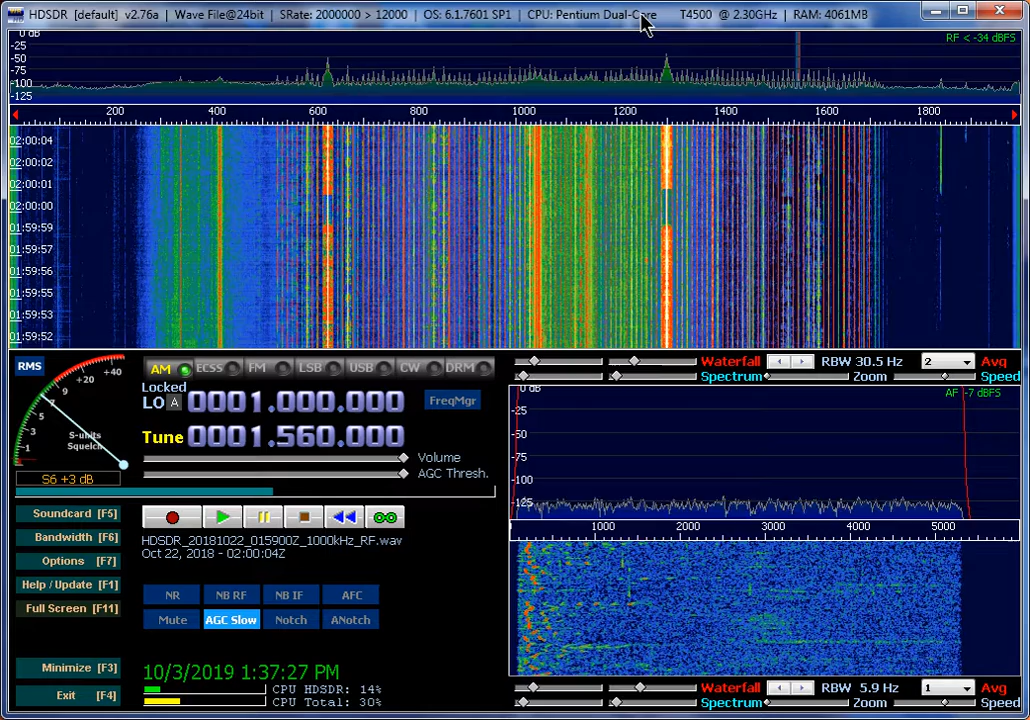 HDSDR [default] v2.76a | Wave File@24bit | SRate: 2000000 > 12000 | OS: 6.1.7601 SP1 | CPU: Pentium Dual-Core T4500 @ 2.30GHz | RAM: 4061MB
0 dB
RF < -34 dBFS
-25
-50
-75
-100
-125
200 400 600 800 1000 1200 1400 1600 1800
02:00:04
02:00:02
02:00:01
02:00:00
01:59:59
01:59:57
01:59:56
01:59:55
01:59:53
01:59:52
RMS
+20 +40
9
7
5
3
1
S-units
Squelch
S6 +3 dB
AM ECSS FM LSB USB CW DRM
Locked
LO A 0001.000.000 FreqMgr
Tune 0001.560.000
Volume
AGC Thresh.
Waterfall RBW 30.5 Hz 2 Avg
Spectrum Zoom Speed
0 dB
AF -7 dBFS
-25
-50
-75
-100
-125
1000 2000 3000 4000 5000
Soundcard [F5]
Bandwidth [F6]
Options [F7]
Help / Update [F1]
Full Screen [F11]
Minimize [F3]
Exit [F4]
HDSDR_20181022_015900Z_1000kHz_RF.wav
Oct 22, 2018 - 02:00:04Z
NR NB RF NB IF AFC
Mute AGC Slow Notch ANotch
10/3/2019 1:37:27 PM
CPU HDSDR: 14%
CPU Total: 30%
Waterfall RBW 5.9 Hz 1 Avg
Spectrum Zoom Speed